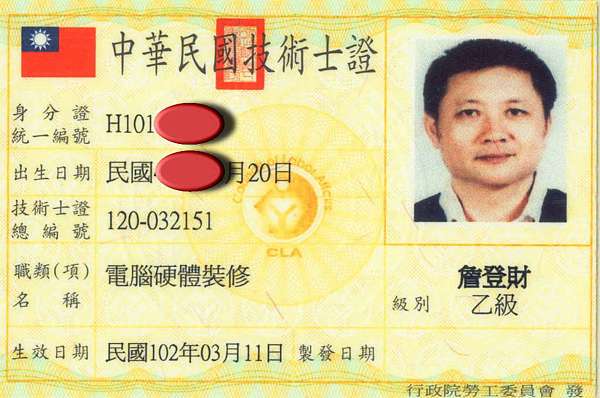 中華民國技術士證
身分證
統一編號 H101
出生日期 民國 月20日
技術士證
總編號 120-032151
CLA
職類(項)
名稱 電腦硬體裝修
詹登財
級別 乙級
生效日期 民國102年03月11日 製發日期
行政院勞工委員會 發